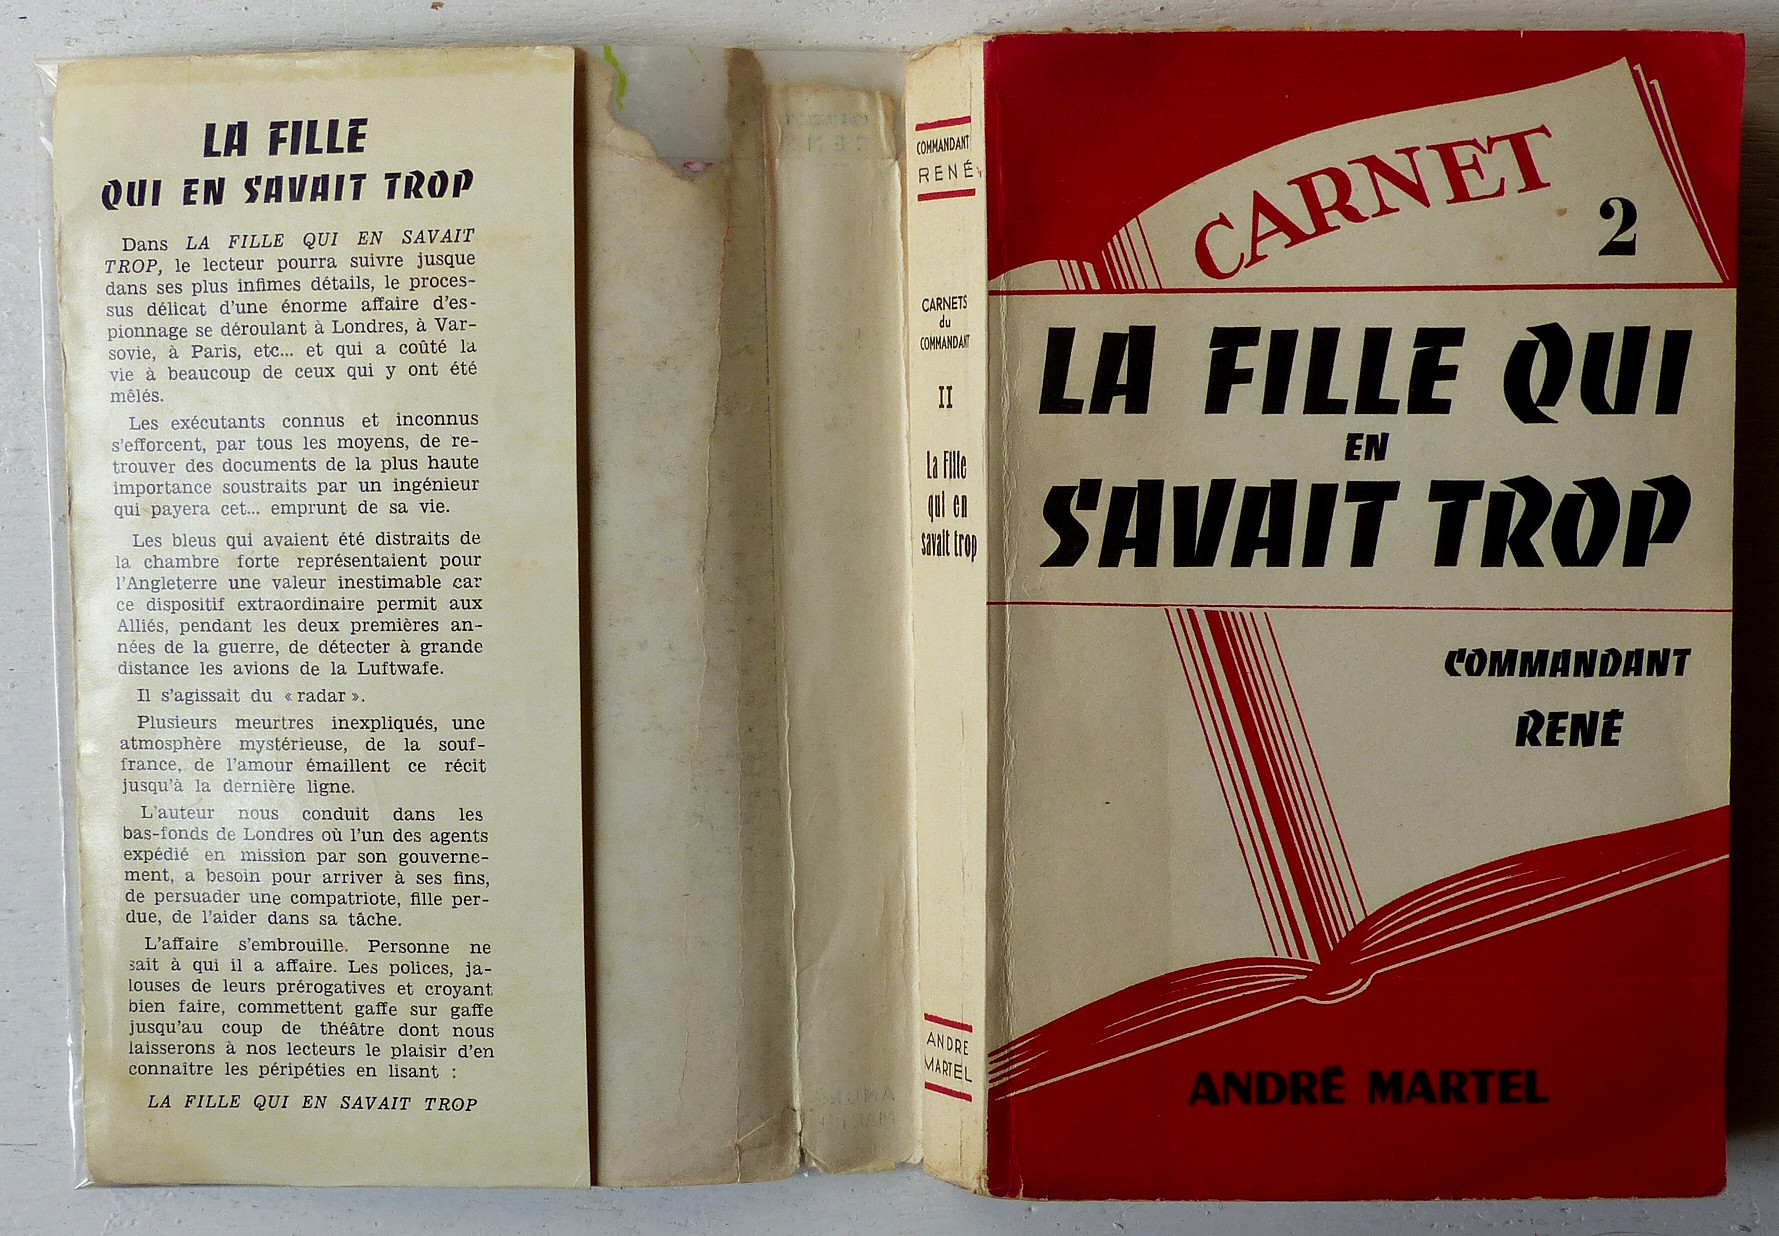 LA FILLE
QUI EN SAVAIT TROP
Dans LA FILLE QUI EN SAVAIT
TROP, le lecteur pourra suivre jusque
dans ses plus infimes détails, le proces-
sus délicat d'une énorme affaire d'es-
pionnage se déroulant à Londres, à Var-
sovie, à Paris, etc... et qui a coûté la
vie à beaucoup de ceux qui y ont été
mêlés.
Les exécutants connus et inconnus
s'efforcent, par tous les moyens, de re-
trouver des documents de la plus haute
importance soustraits par un ingénieur
qui payera cet... emprunt de sa vie.
Les bleus qui avaient été distraits de
la chambre forte représentaient pour
l'Angleterre une valeur inestimable car
ce dispositif extraordinaire permit aux
Alliés, pendant les deux premières an-
nées de la guerre, de détecter à grande
distance les avions de la Luftwafe.
Il s'agissait du « radar ».
Plusieurs meurtres inexpliqués, une
atmosphère mystérieuse, de la souf-
france, de l'amour émaillent ce récit
jusqu'à la dernière ligne.
L'auteur nous conduit dans les
bas-fonds de Londres où l'un des agents
expédié en mission par son gouverne-
ment, a besoin pour arriver à ses fins,
de persuader une compatriote, fille per-
due, de l'aider dans sa tâche.
L'affaire s'embrouille. Personne ne
sait à qui il a affaire. Les polices, ja-
louses de leurs prérogatives et croyant
bien faire, commettent gaffe sur gaffe
jusqu'au coup de théâtre dont nous
laisserons à nos lecteurs le plaisir d'en
connaître les péripéties en lisant :
LA FILLE QUI EN SAVAIT TROP
COMMANDANT
RENÉ
CARNETS
du
COMMANDANT
II
La Fille
qui en
savait trop
ANDRE
MARTEL
CARNET
2
LA FILLE QUI
EN
SAVAIT TROP
COMMANDANT
RENÉ
ANDRÉ MARTEL